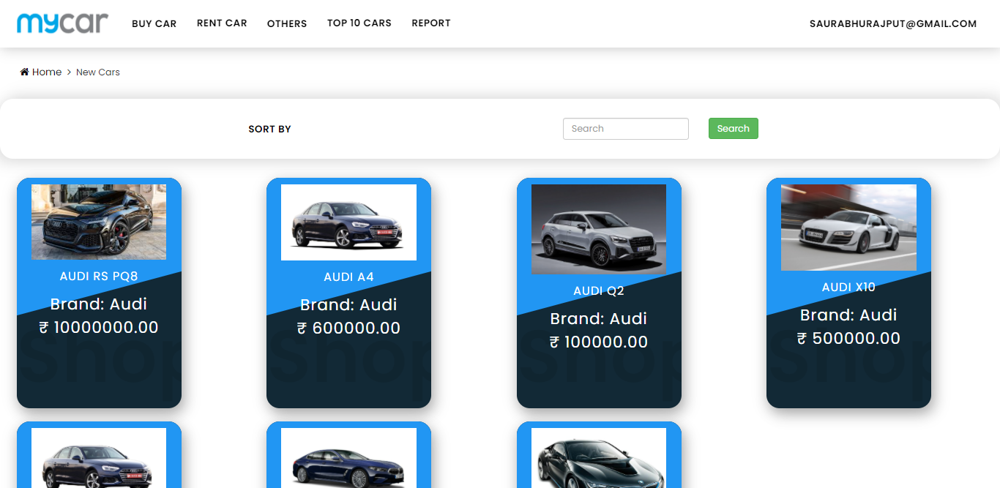 mycar
BUY CAR RENT CAR OTHERS TOP 10 CARS REPORT SAURABHURAJPUT@GMAIL.COM
Home > New Cars
SORT BY Search Search
AUDI RS PQ8
Brand: Audi
₹ 10000000.00
Shop
AUDI A4
Brand: Audi
₹ 600000.00
Shop
AUDI Q2
Brand: Audi
₹ 100000.00
Shop
AUDI X10
Brand: Audi
₹ 500000.00
Shop